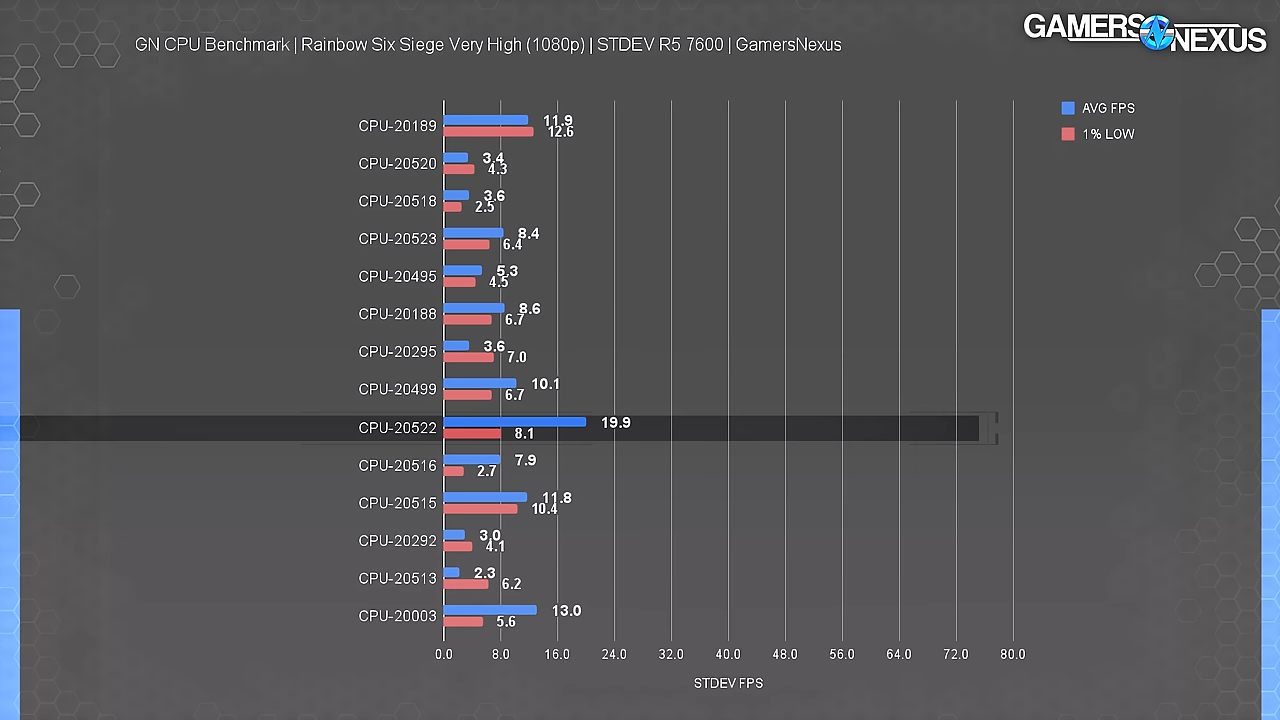 GN CPU Benchmark | Rainbow Six Siege Very High (1080p) | STDEV R5 7600 | GamersNexus
GAMERS NEXUS
AVG FPS
1% LOW
CPU-20189 11.9 12.6
CPU-20520 3.4 4.3
CPU-20518 3.6 2.5
CPU-20523 8.4 6.4
CPU-20495 5.3 4.5
CPU-20188 8.6 6.7
CPU-20295 3.6 7.0
CPU-20499 10.1 6.7
CPU-20522 19.9 8.1
CPU-20516 7.9 2.7
CPU-20515 11.8 10.4
CPU-20292 3.0 4.1
CPU-20513 2.3 6.2
CPU-20003 13.0 5.6
0.0 8.0 16.0 24.0 32.0 40.0 48.0 56.0 64.0 72.0 80.0
STDEV FPS